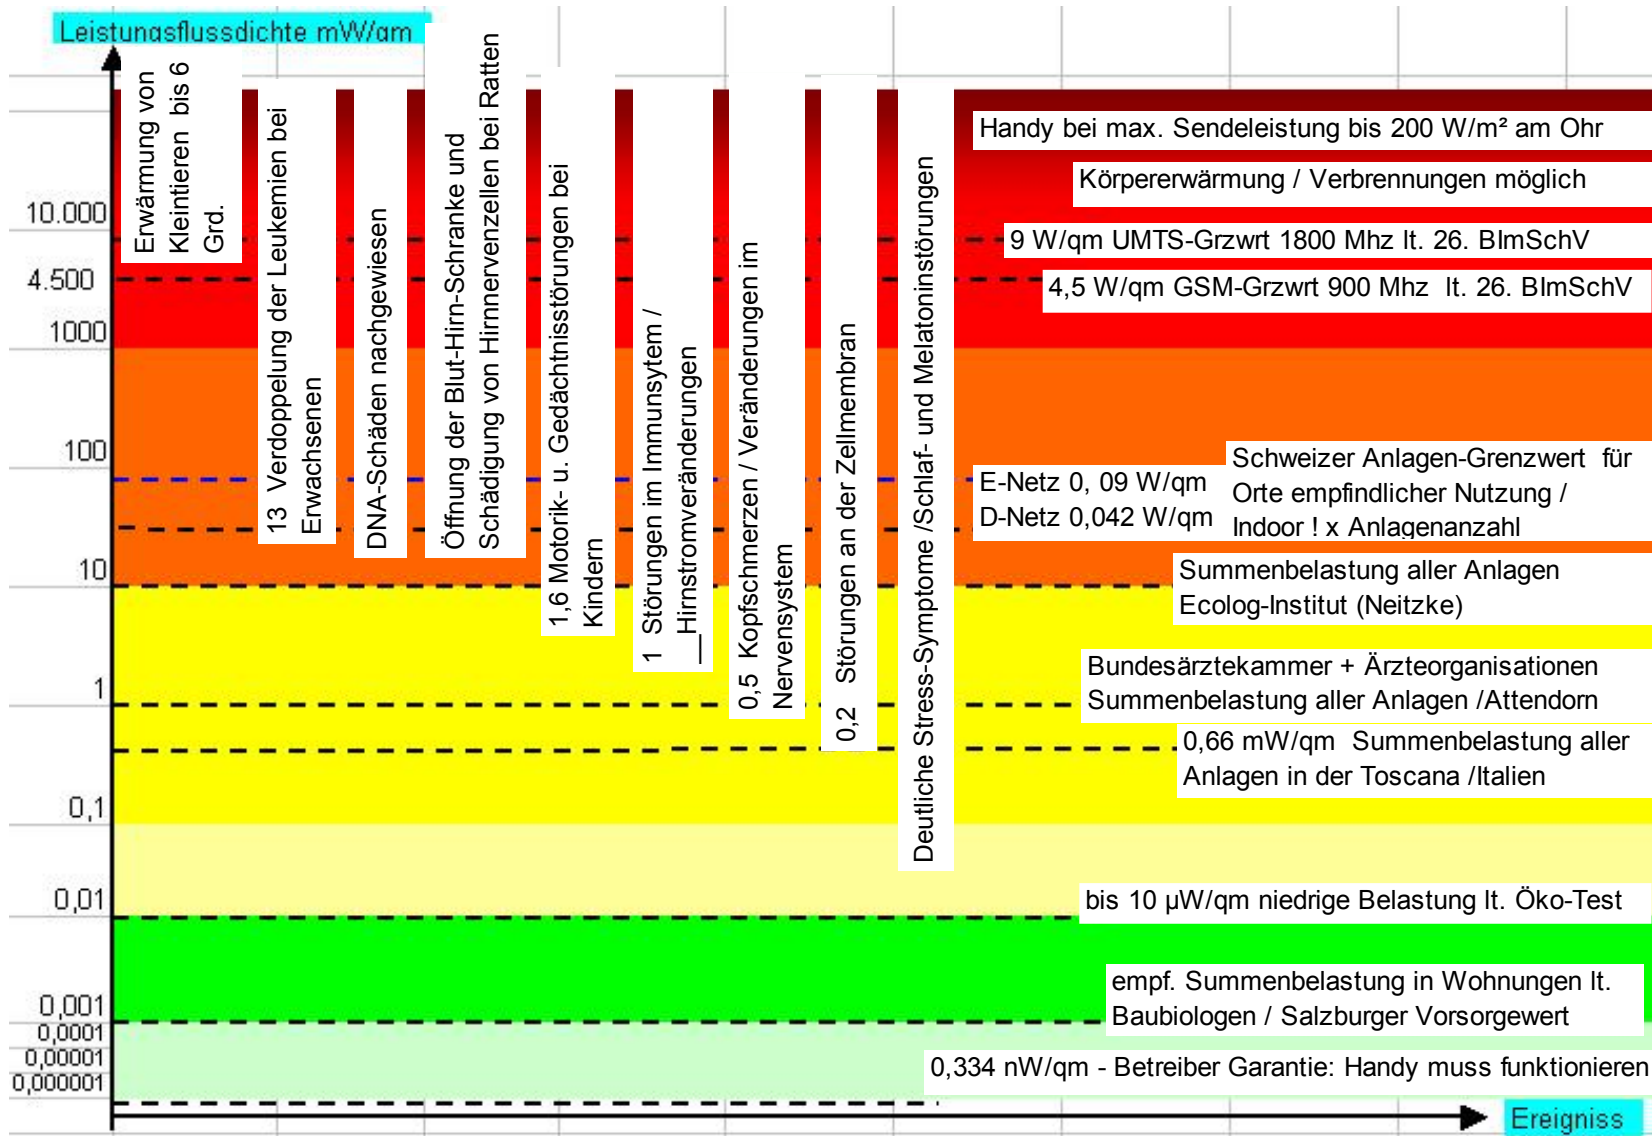 Leistungsflussdichte mW/qm
Erwärmung von
Kleintieren bis 6
Grd.
13 Verdoppelung der Leukemien bei
Erwachsenen
DNA-Schäden nachgewiesen
Öffnung der Blut-Hirn-Schranke und
Schädigung von Hirnnervenzellen bei Ratten
1,6 Motorik- u. Gedächtnisstörungen bei
Kindern
1 Störungen im Immunsytem /
__Hirnstromveränderungen
0,5 Kopfschmerzen / Veränderungen im
Nervensystem
0,2 Störungen an der Zellmembran
Deutliche Stress-Symptome /Schlaf- und Melatoninstörungen
10.000
4.500
1000
100
10
1
0,1
0,01
0,001
0,0001
0,00001
0,000001
Handy bei max. Sendeleistung bis 200 W/m² am Ohr
Körpererwärmung / Verbrennungen möglich
9 W/qm UMTS-Grzwrt 1800 Mhz lt. 26. BImSchV
4,5 W/qm GSM-Grzwrt 900 Mhz lt. 26. BImSchV
E-Netz 0, 09 W/qm
D-Netz 0,042 W/qm
Schweizer Anlagen-Grenzwert für
Orte empfindlicher Nutzung /
Indoor ! x Anlagenanzahl
Summenbelastung aller Anlagen
Ecolog-Institut (Neitzke)
Bundesärztekammer + Ärzteorganisationen
Summenbelastung aller Anlagen /Attendorn
0,66 mW/qm Summenbelastung aller
Anlagen in der Toscana /Italien
bis 10 µW/qm niedrige Belastung lt. Öko-Test
empf. Summenbelastung in Wohnungen lt.
Baubiologen / Salzburger Vorsorgewert
0,334 nW/qm - Betreiber Garantie: Handy muss funktionieren
Ereigniss